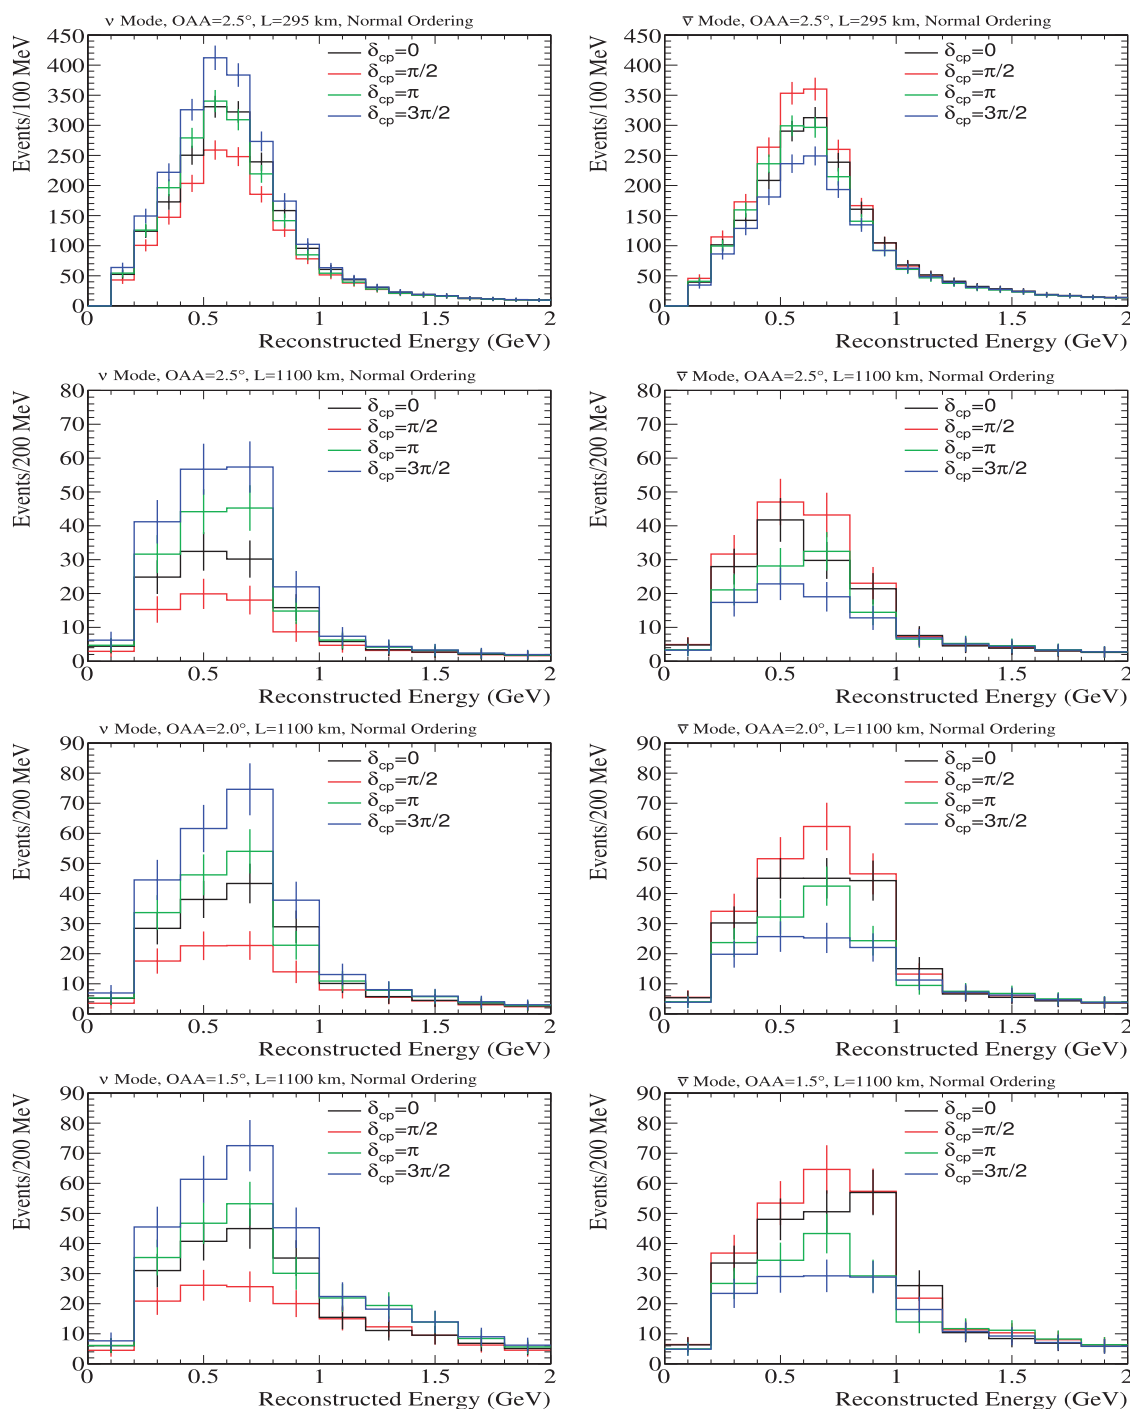 ν Mode, OAA=2.5°, L=295 km, Normal Ordering
Events/100 MeV
450
400
350
300
250
200
150
100
50
0
δcp=0
δcp=π/2
δcp=π
δcp=3π/2
0 0.5 1 1.5 2
Reconstructed Energy (GeV)
ν̅ Mode, OAA=2.5°, L=295 km, Normal Ordering
Events/100 MeV
450
400
350
300
250
200
150
100
50
0
δcp=0
δcp=π/2
δcp=π
δcp=3π/2
0 0.5 1 1.5 2
Reconstructed Energy (GeV)
ν Mode, OAA=2.5°, L=1100 km, Normal Ordering
Events/200 MeV
80
70
60
50
40
30
20
10
0
δcp=0
δcp=π/2
δcp=π
δcp=3π/2
0 0.5 1 1.5 2
Reconstructed Energy (GeV)
ν̅ Mode, OAA=2.5°, L=1100 km, Normal Ordering
Events/200 MeV
80
70
60
50
40
30
20
10
0
δcp=0
δcp=π/2
δcp=π
δcp=3π/2
0 0.5 1 1.5 2
Reconstructed Energy (GeV)
ν Mode, OAA=2.0°, L=1100 km, Normal Ordering
Events/200 MeV
90
80
70
60
50
40
30
20
10
0
δcp=0
δcp=π/2
δcp=π
δcp=3π/2
0 0.5 1 1.5 2
Reconstructed Energy (GeV)
ν̅ Mode, OAA=2.0°, L=1100 km, Normal Ordering
Events/200 MeV
90
80
70
60
50
40
30
20
10
0
δcp=0
δcp=π/2
δcp=π
δcp=3π/2
0 0.5 1 1.5 2
Reconstructed Energy (GeV)
ν Mode, OAA=1.5°, L=1100 km, Normal Ordering
Events/200 MeV
90
80
70
60
50
40
30
20
10
0
δcp=0
δcp=π/2
δcp=π
δcp=3π/2
0 0.5 1 1.5 2
Reconstructed Energy (GeV)
ν̅ Mode, OAA=1.5°, L=1100 km, Normal Ordering
Events/200 MeV
90
80
70
60
50
40
30
20
10
0
δcp=0
δcp=π/2
δcp=π
δcp=3π/2
0 0.5 1 1.5 2
Reconstructed Energy (GeV)